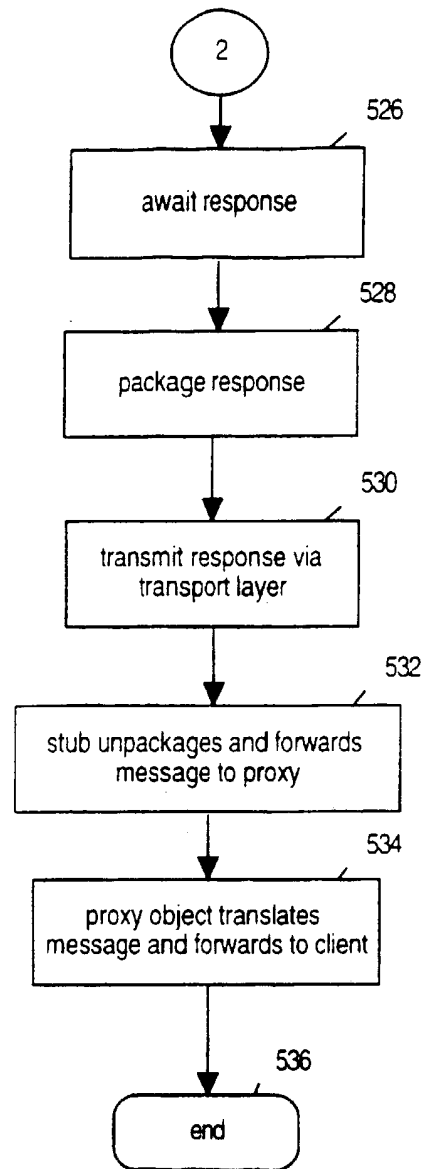 2
526
await response
528
package response
530
transmit response via
transport layer
532
stub unpackages and forwards
message to proxy
534
proxy object translates
message and forwards to client
536
end